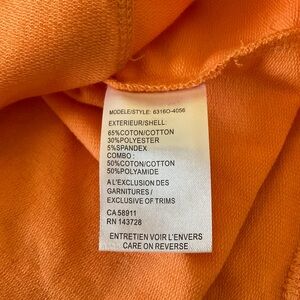 MODELE/STYLE: 6316O-4056
EXTERIEUR/SHELL:
65%COTON/COTTON
30%POLYESTER
5%SPANDEX
COMBO :
50%COTON/COTTON
50%POLYAMIDE
A L'EXCLUSION DES
GARNITURES/
EXCLUSIVE OF TRIMS
CA 58911
RN 143728
ENTRETIEN VOIR L'ENVERS
CARE ON REVERSE